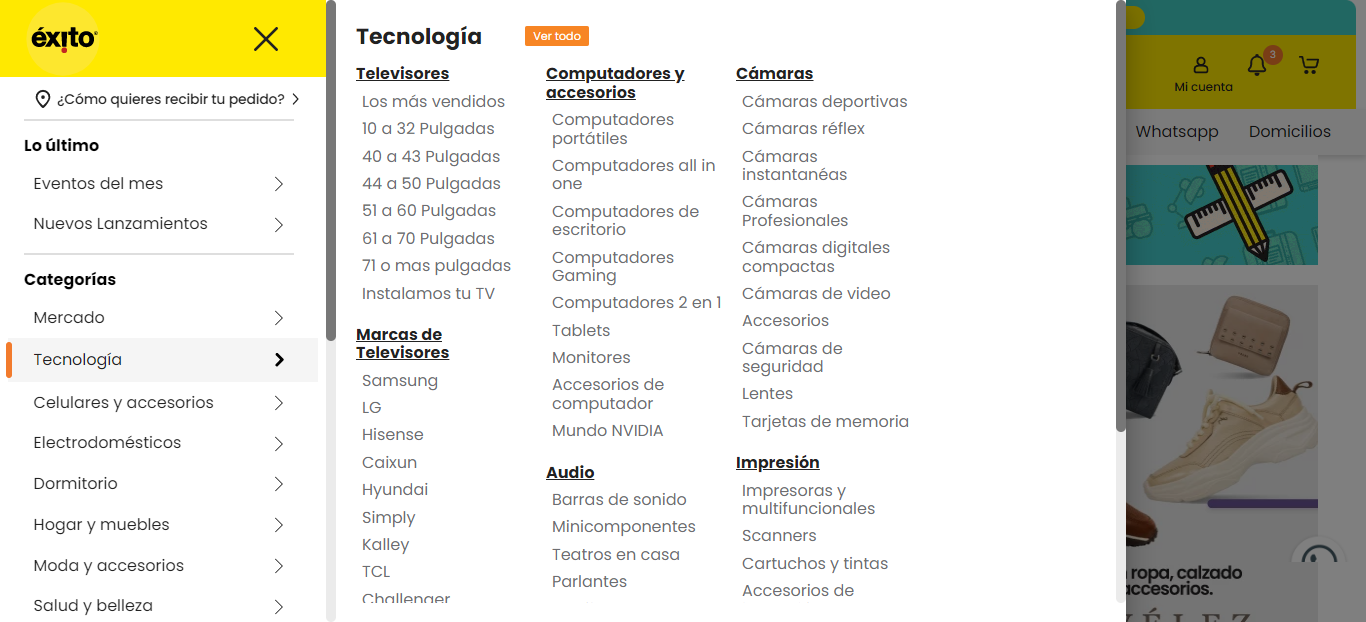 éxito
¿Cómo quieres recibir tu pedido?
Lo último
Eventos del mes
Nuevos Lanzamientos
Categorías
Mercado
Tecnología
Celulares y accesorios
Electrodomésticos
Dormitorio
Hogar y muebles
Moda y accesorios
Salud y belleza
Tecnología
Ver todo
Televisores
Los más vendidos
10 a 32 Pulgadas
40 a 43 Pulgadas
44 a 50 Pulgadas
51 a 60 Pulgadas
61 a 70 Pulgadas
71 o mas pulgadas
Instalamos tu TV
Marcas de
Televisores
Samsung
LG
Hisense
Caixun
Hyundai
Simply
Kalley
TCL
Challenger
Computadores y
accesorios
Computadores
portátiles
Computadores all in
one
Computadores de
escritorio
Computadores
Gaming
Computadores 2 en 1
Tablets
Monitores
Accesorios de
computador
Mundo NVIDIA
Audio
Barras de sonido
Minicomponentes
Teatros en casa
Parlantes
Cámaras
Cámaras deportivas
Cámaras réflex
Cámaras
instantanéas
Cámaras
Profesionales
Cámaras digitales
compactas
Cámaras de video
Accesorios
Cámaras de
seguridad
Lentes
Tarjetas de memoria
Impresión
Impresoras y
multifuncionales
Scanners
Cartuchos y tintas
Accesorios de
3
Mi cuenta
Whatsapp
Domicilios
ropa, calzado
accesorios.
VÉLEZ